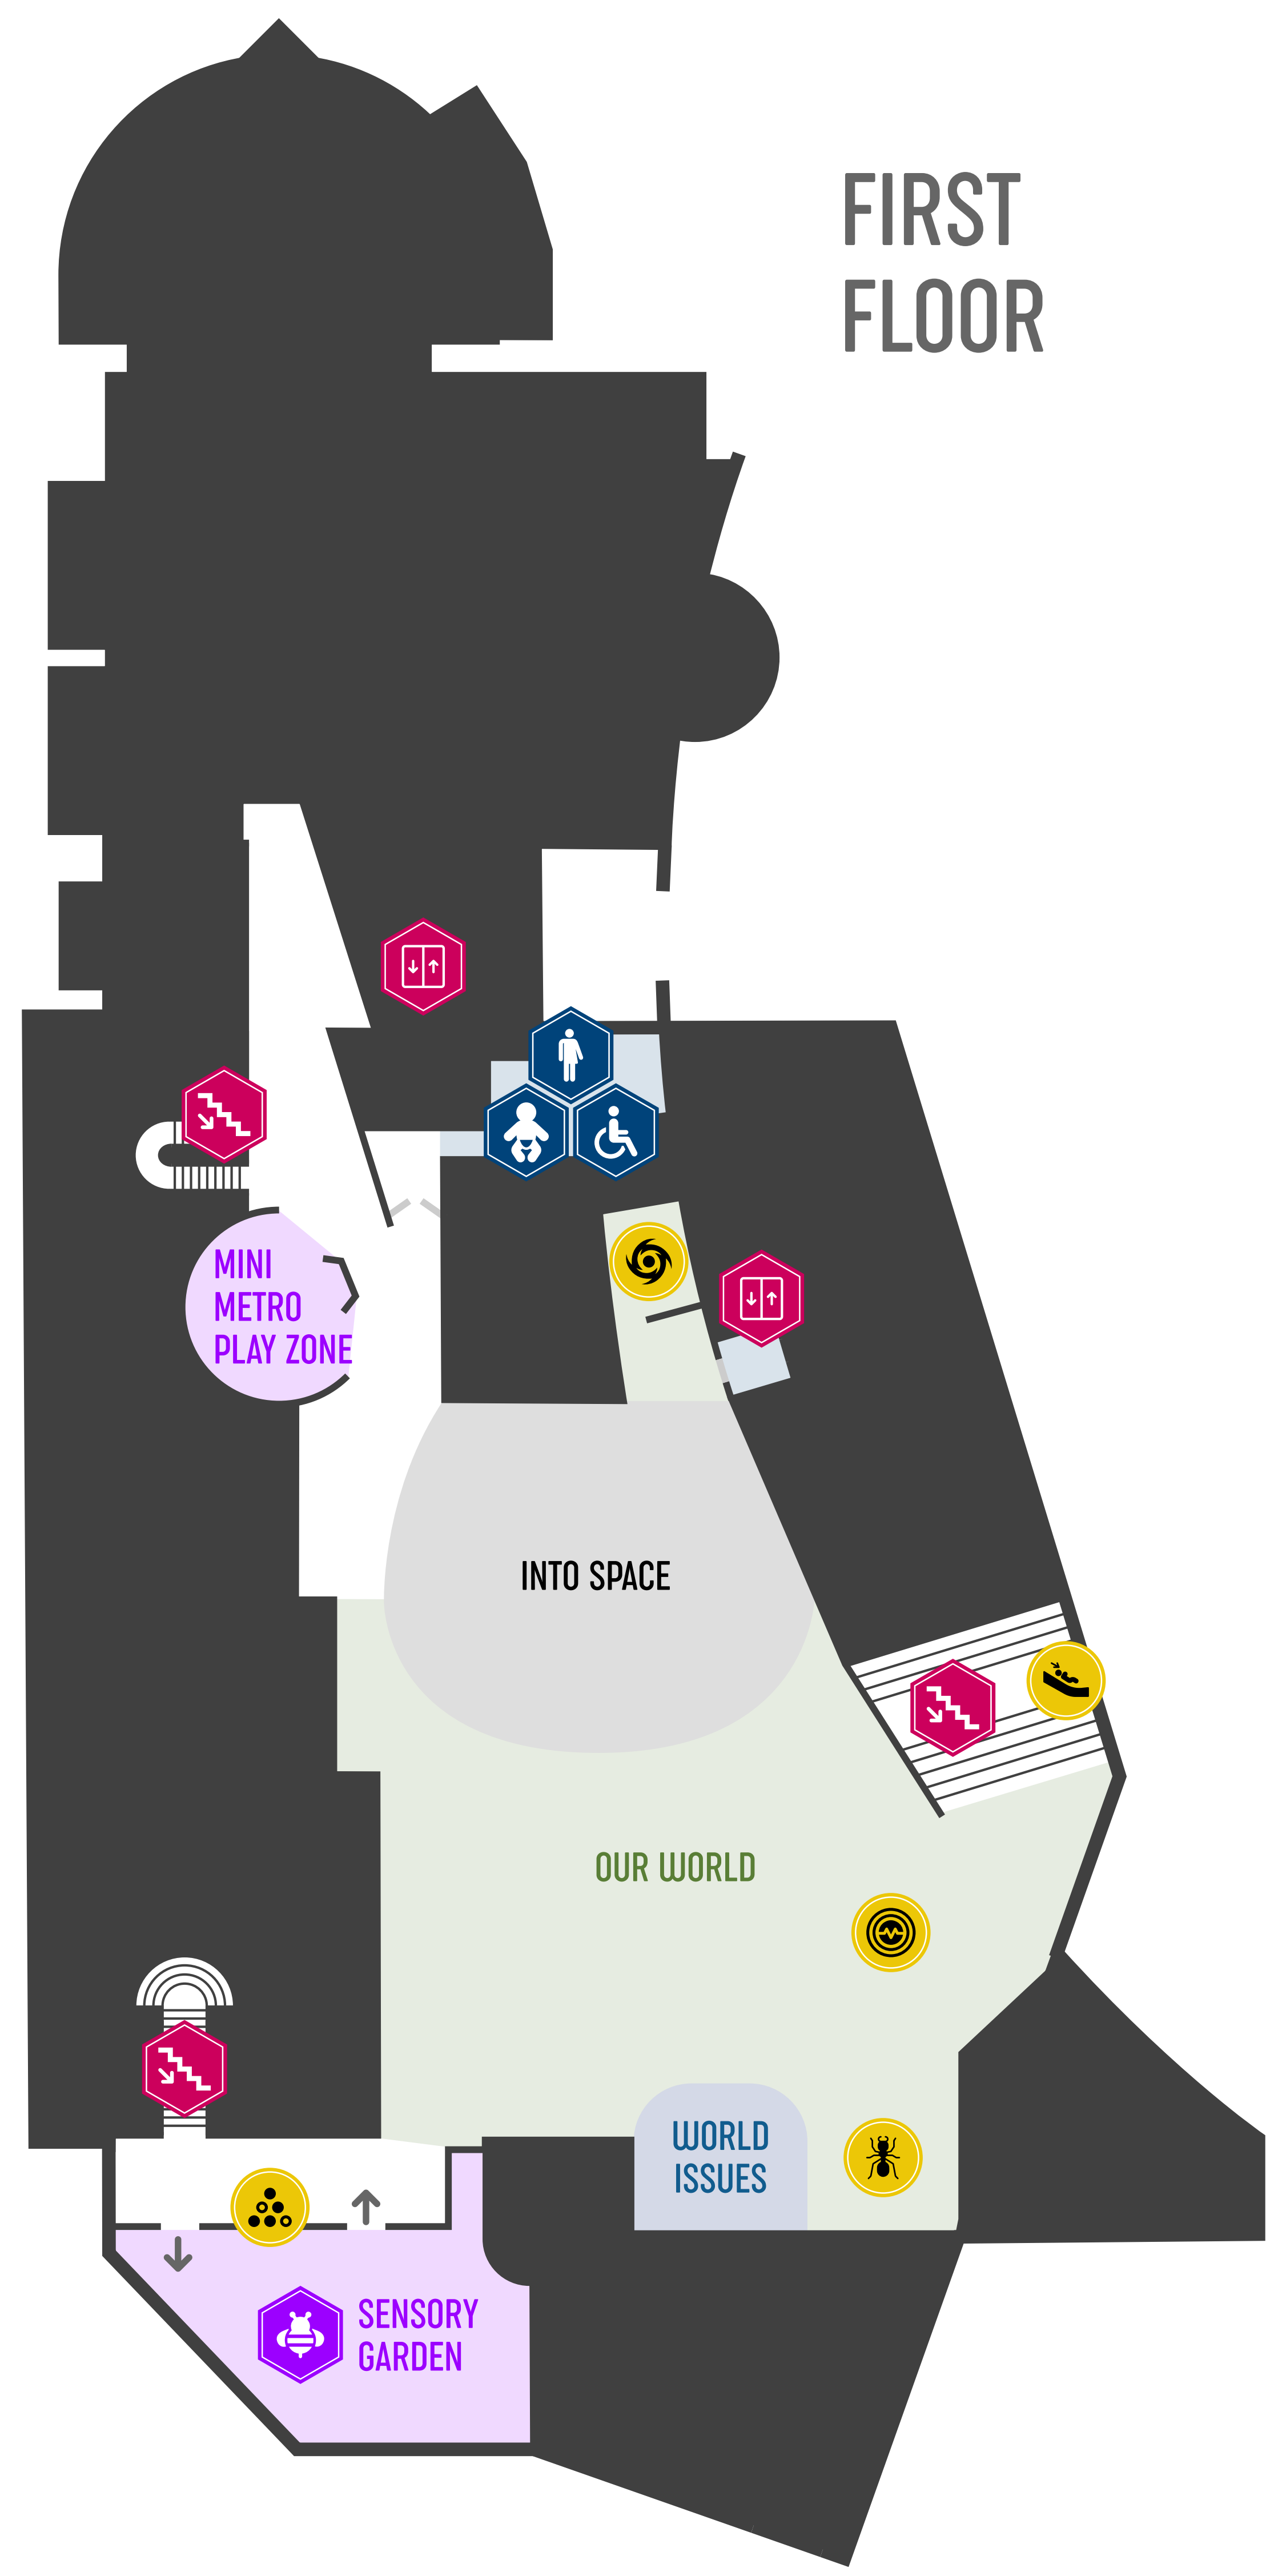 FIRST
FLOOR
MINI
METRO
PLAY ZONE
INTO SPACE
OUR WORLD
WORLD
ISSUES
SENSORY
GARDEN